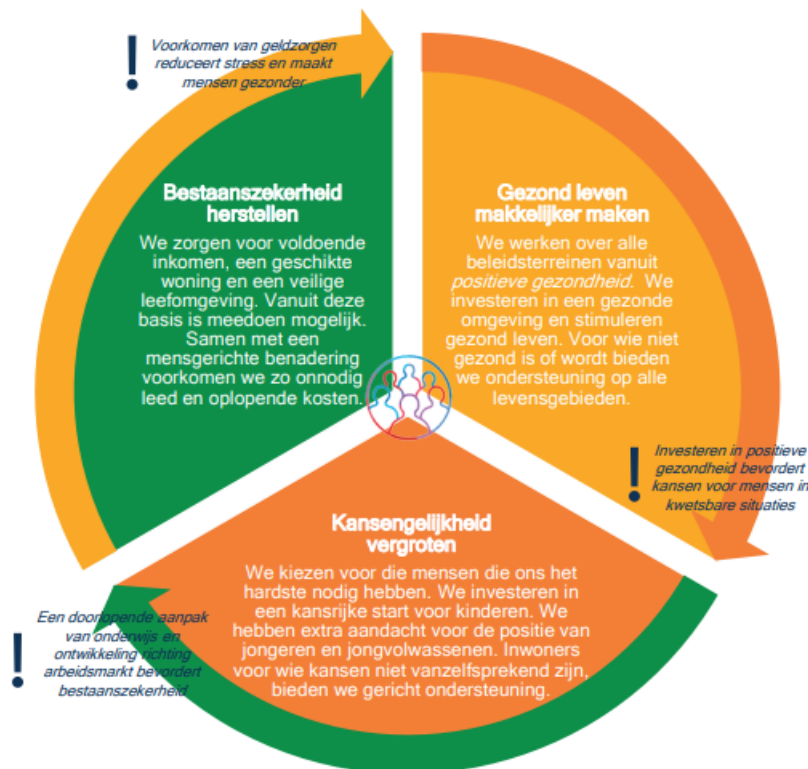 !
Voorkomen van geldzorgen
reduceert stress en maakt
mensen gezonder
Bestaanszekerheid
herstellen
We zorgen voor voldoende
inkomen, een geschikte
woning en een veilige
leefomgeving. Vanuit deze
basis is meedoen mogelijk.
Samen met een
mensgerichte benadering
voorkomen we zo onnodig
leed en oplopende kosten.
Gezond leven
makkelijker maken
We werken over alle
beleidsterreinen vanuit
positieve gezondheid. We
investeren in een gezonde
omgeving en stimuleren
gezond leven. Voor wie niet
gezond is of wordt bieden
we ondersteuning op alle
levensgebieden.
!
Investeren in positieve
gezondheid bevordert
kansen voor mensen in
kwetsbare situaties
Kansengelijkheid
vergroten
We kiezen voor die mensen die ons het
hardste nodig hebben. We investeren in
een kansrijke start voor kinderen. We
hebben extra aandacht voor de positie van
jongeren en jongvolwassenen. Inwoners
voor wie kansen niet vanzelfsprekend zijn,
bieden we gericht ondersteuning.
!
Een doorlopende aanpak
van onderwijs en
ontwikkeling richting
arbeidsmarkt bevordert
bestaanszekerheid